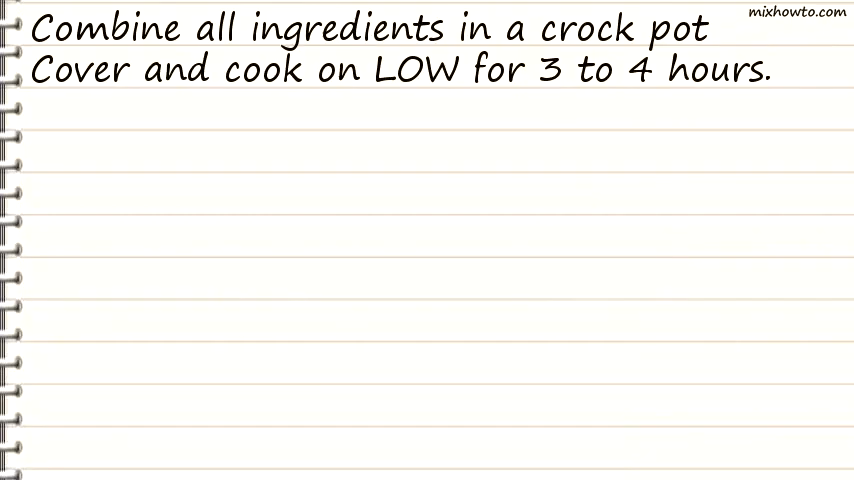 mixhowto.com
Combine all ingredients in a crock pot
Cover and cook on LOW for 3 to 4 hours.